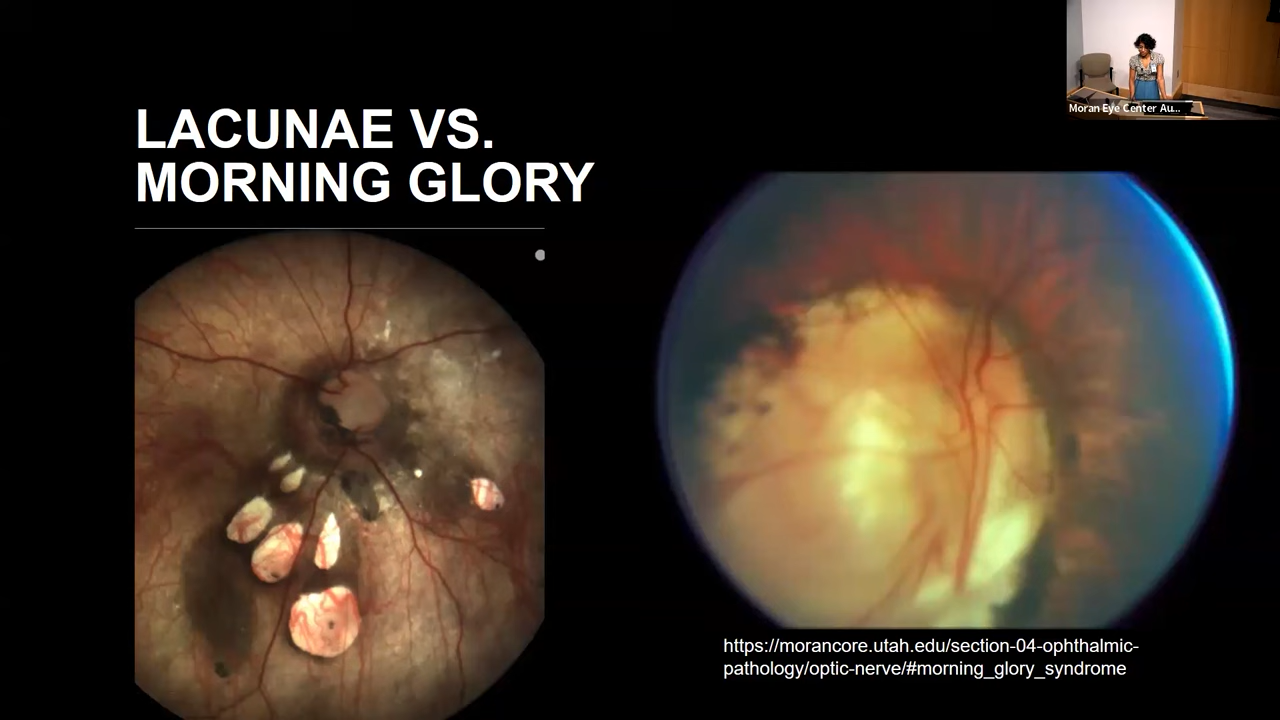 Moran Eye Center Au...
LACUNAE VS.
MORNING GLORY
https://morancore.utah.edu/section-04-ophthalmic-
pathology/optic-nerve/#morning_glory_syndrome